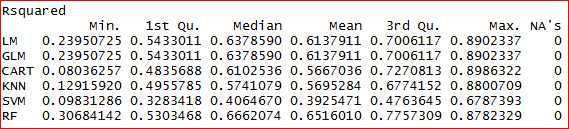 Rsquared
Min. 1st Qu. Median Mean 3rd Qu. Max. NA's
LM 0.23950725 0.5433011 0.6378590 0.6137911 0.7006117 0.8902337 0
GLM 0.23950725 0.5433011 0.6378590 0.6137911 0.7006117 0.8902337 0
CART 0.08036257 0.4835688 0.6102536 0.5667036 0.7270813 0.8986322 0
KNN 0.12915920 0.4955785 0.5741079 0.5695284 0.6774152 0.8800709 0
SVM 0.09831286 0.3283418 0.4064670 0.3925471 0.4763645 0.6787393 0
RF 0.30684142 0.5303468 0.6662074 0.6516010 0.7757309 0.8782329 0